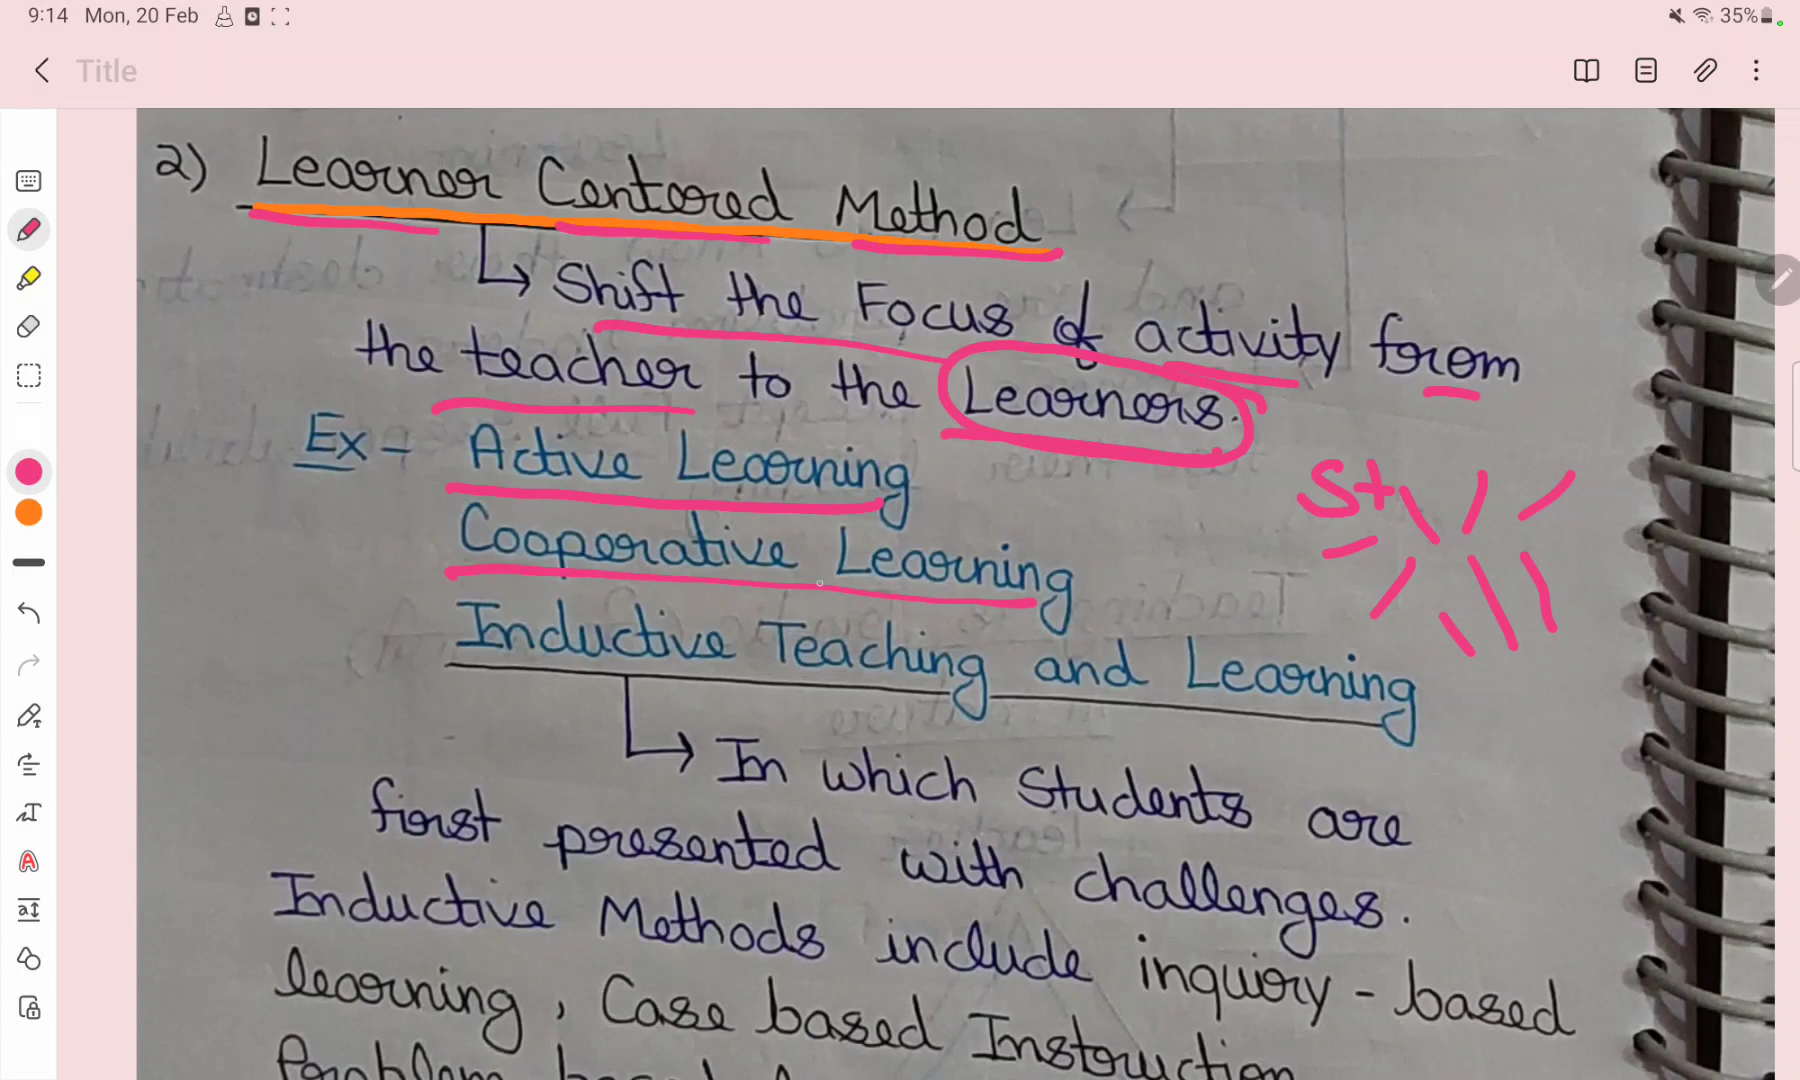 9:14 Mon, 20 Feb
35%
Title
2) Learner Centered Method
Shift the Focus of activity from
the teacher to the Learners.
Ex - Active Learning
St
Cooperative Learning
Inductive Teaching and Learning
In which Students are
first presented with challenges.
Inductive Methods include inquiry - based
learning, Case based Instruction